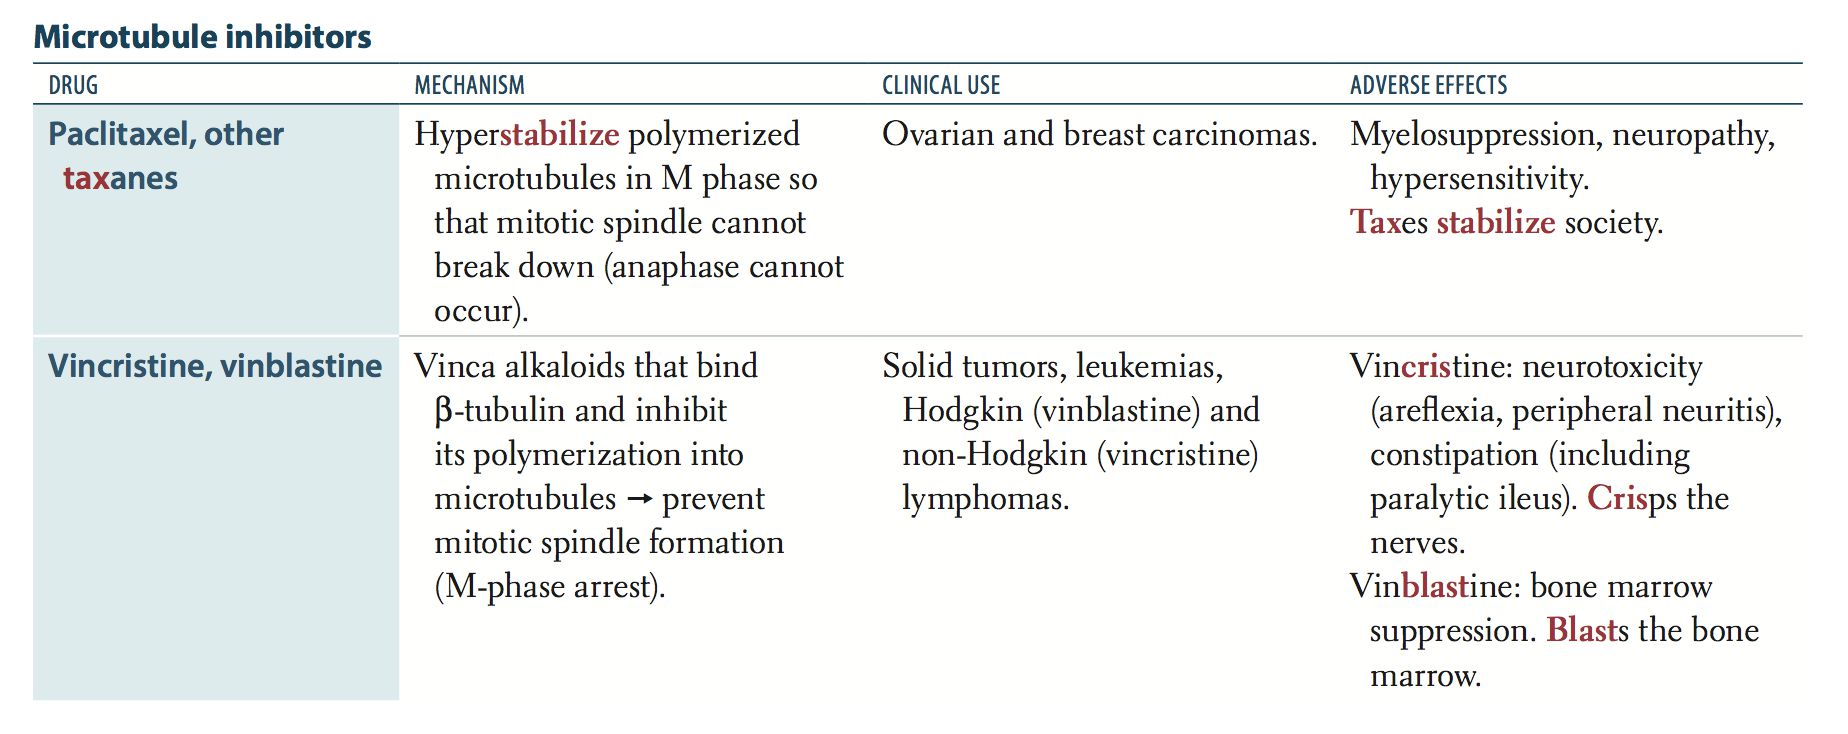 Microtubule inhibitors
DRUG
MECHANISM
CLINICAL USE
ADVERSE EFFECTS
Paclitaxel, other
taxanes
Hyperstabilize polymerized
microtubules in M phase so
that mitotic spindle cannot
break down (anaphase cannot
occur).
Ovarian and breast carcinomas.
Myelosuppression, neuropathy,
hypersensitivity.
Taxes stabilize society.
Vincristine, vinblastine
Vinca alkaloids that bind
β-tubulin and inhibit
its polymerization into
microtubules → prevent
mitotic spindle formation
(M-phase arrest).
Solid tumors, leukemias,
Hodgkin (vinblastine) and
non-Hodgkin (vincristine)
lymphomas.
Vincristine: neurotoxicity
(areflexia, peripheral neuritis),
constipation (including
paralytic ileus). Crisps the
nerves.
Vinblastine: bone marrow
suppression. Blasts the bone
marrow.